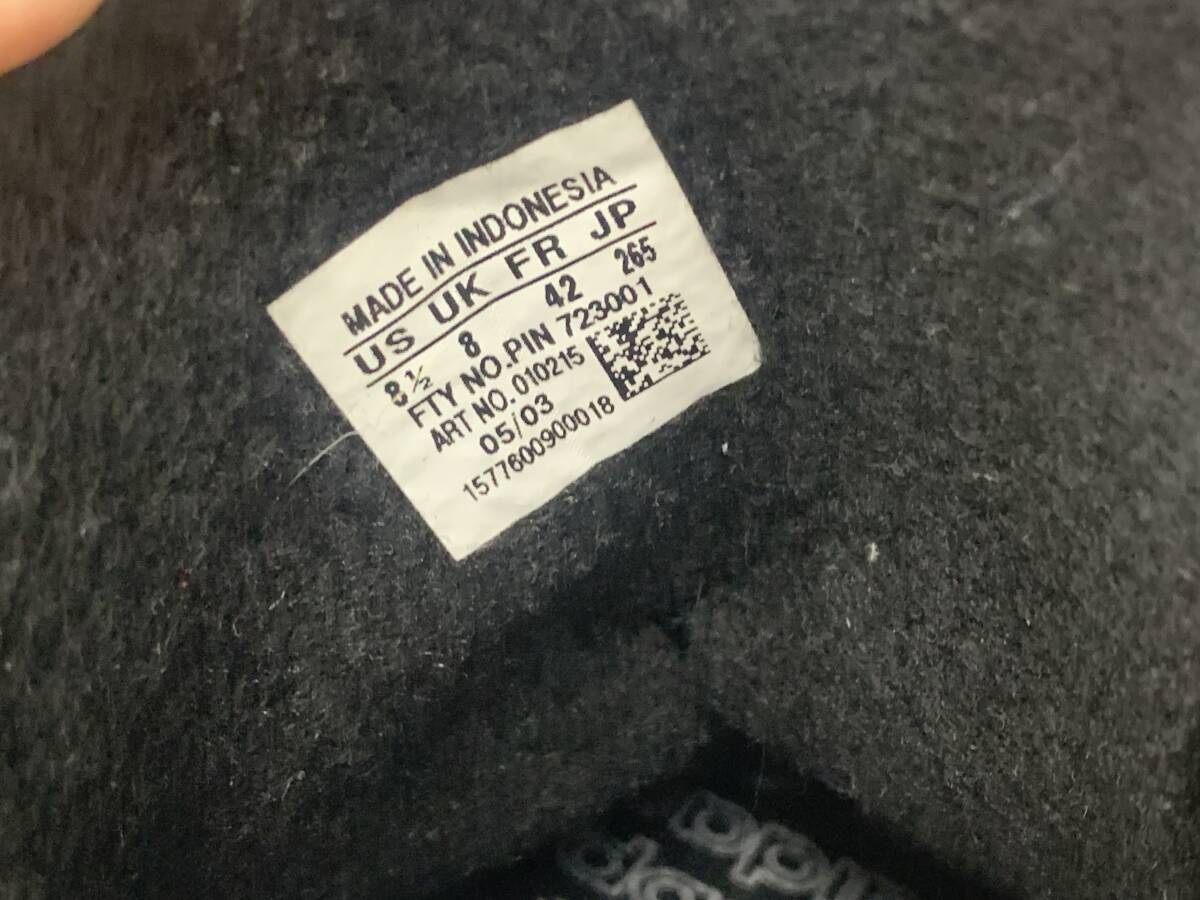 MADE IN INDONESIA
US UK FR JP
8½ 8 42 265
FTY NO.PIN 723001
ART NO. 010215
05/03
1577600900018